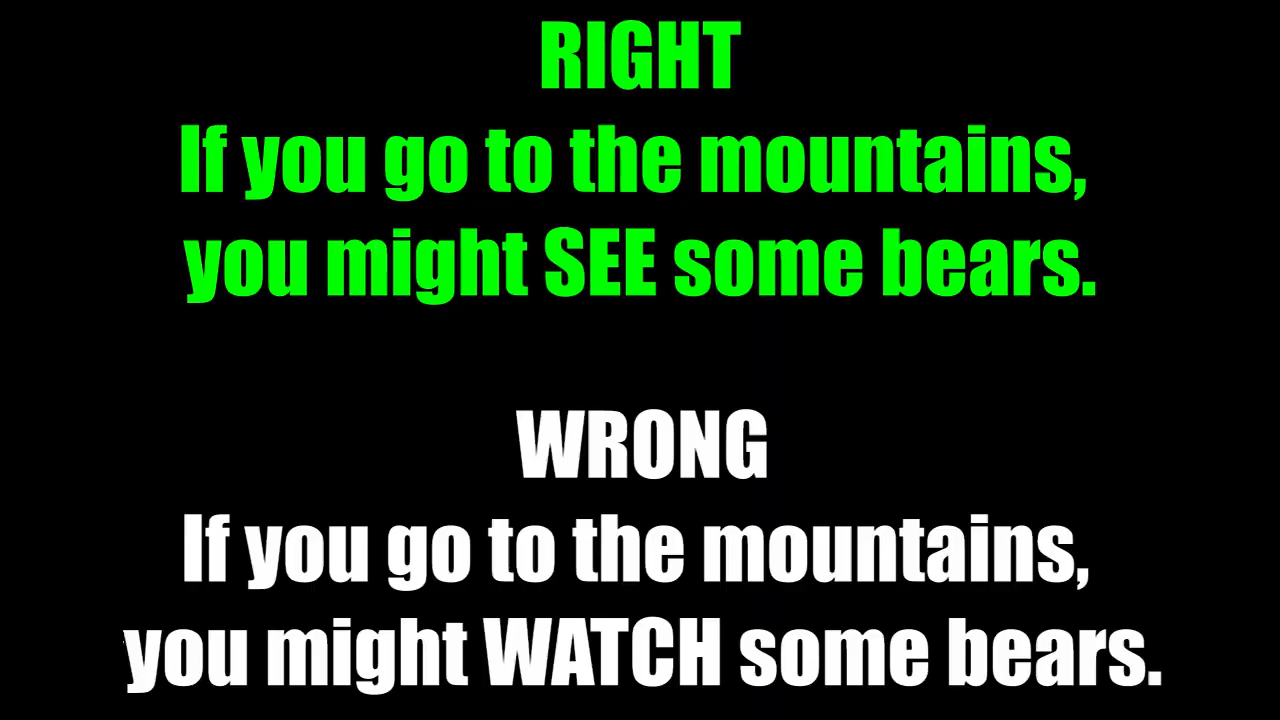 RIGHT
If you go to the mountains,
you might SEE some bears.
WRONG
If you go to the mountains,
you might WATCH some bears.